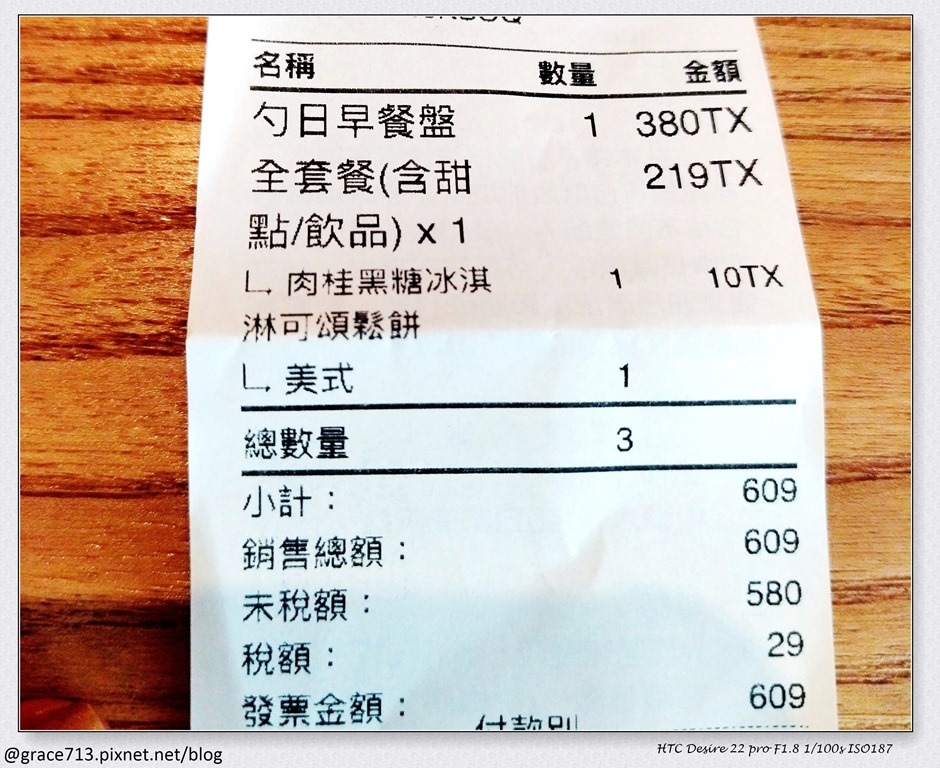 名稱 數量 金額
勺日早餐盤 1 380TX
全套餐(含甜 219TX
點/飲品) x 1
ㄴ 肉桂黑糖冰淇 1 10TX
淋可頌鬆餅
ㄴ 美式 1
總數量 3
小計： 609
銷售總額： 609
未稅額： 580
稅額： 29
發票金額： 609
付款別
@grace713.pixnet.net/blog
HTC Desire 22 pro F1.8 1/100s ISO187